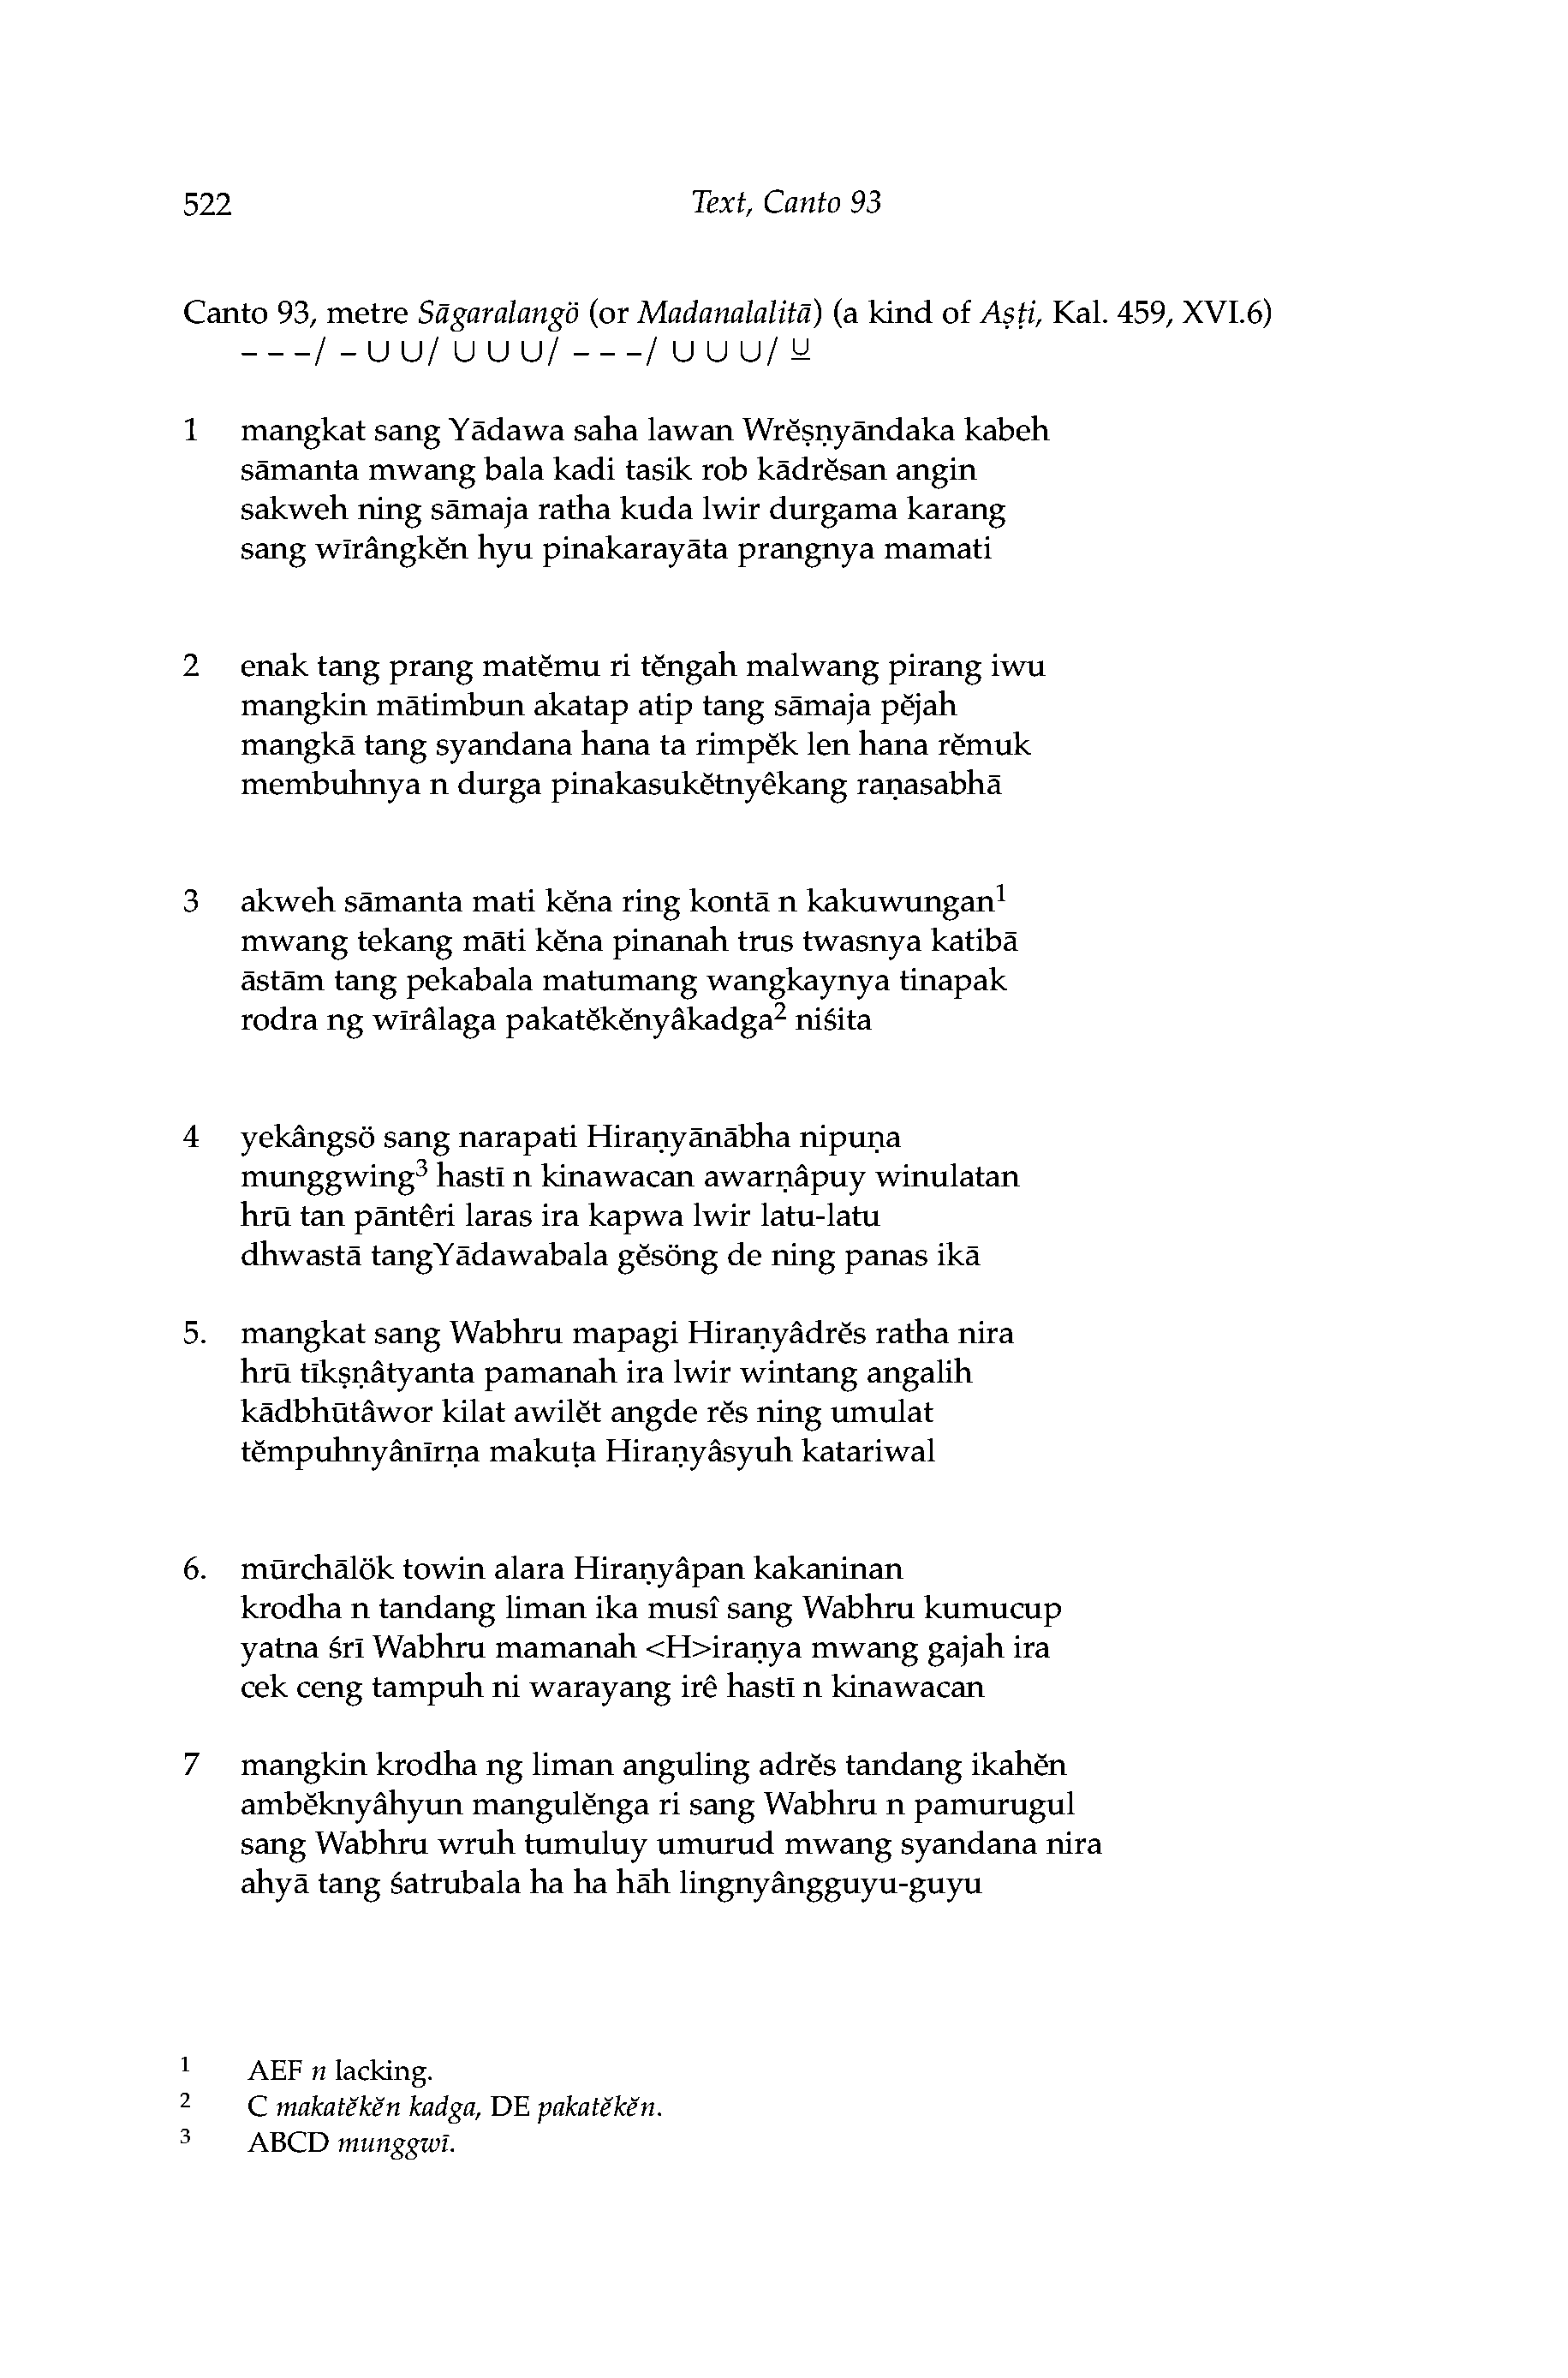 522
Text, Canto 93
Canto 93, metre Sāgaralangö (or Madanalalitā) (a kind of Aṣṭi, Kal. 459, XVI.6)
– – –/ – ∪ ∪/ ∪ ∪ ∪/ – – –/ ∪ ∪ ∪/ ∪̲
1 mangkat sang Yādawa saha lawan Wrĕṣṇyāndaka kabeh
sāmanta mwang bala kadi tasik rob kādrĕsan angin
sakweh ning sāmaja ratha kuda lwir durgama karang
sang wīrângkĕn hyu pinakarayāta prangnya mamati
2 enak tang prang matĕmu ri tĕngah malwang pirang iwu
mangkin mātimbun akatap atip tang sāmaja pĕjah
mangkā tang syandana hana ta rimpĕk len hana rĕmuk
membuhnya n durga pinakasukĕtnyêkang raṇasabhā
3 akweh sāmanta mati kĕna ring kontā n kakuwungan¹
mwang tekang māti kĕna pinanah trus twasnya katibā
āstām tang pekabala matumang wangkaynya tinapak
rodra ng wīrâlaga pakatĕkĕnyâkadga² niśita
4 yekângsö sang narapati Hiraṇyānābha nipuṇa
munggwing³ hastī n kinawacan awarṇâpuy winulatan
hrū tan pāntêri laras ira kapwa lwir latu-latu
dhwastā tangYādawabala gĕsöng de ning panas ikā
5. mangkat sang Wabhru mapagi Hiraṇyâdrĕs ratha nira
hrū tīkṣṇâtyanta pamanah ira lwir wintang angalih
kādbhūtâwor kilat awilĕt angde rĕs ning umulat
tĕmpuhnyânīrṇa makuṭa Hiraṇyâsyuh katariwal
6. mūrchālök towin alara Hiraṇyâpan kakaninan
krodha n tandang liman ika musî sang Wabhru kumucup
yatna śrī Wabhru mamanah <H>iraṇya mwang gajah ira
cek ceng tampuh ni warayang irê hastī n kinawacan
7 mangkin krodha ng liman anguling adrĕs tandang ikahĕn
ambĕknyâhyun mangulĕnga ri sang Wabhru n pamurugul
sang Wabhru wruh tumuluy umurud mwang syandana nira
ahyā tang śatrubala ha ha hāh lingnyângguyu-guyu
1 AEF n lacking.
2 C makatĕkĕn kadga, DE pakatĕkĕn.
3 ABCD munggwī.